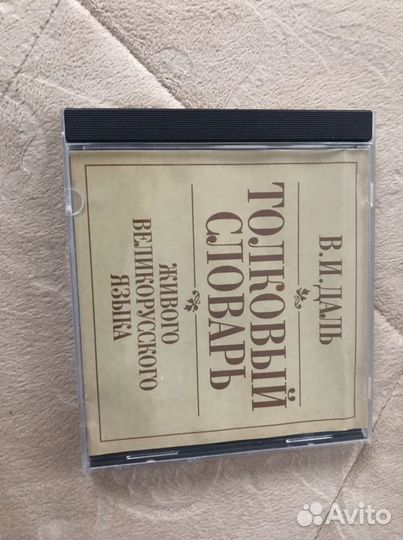 В. И. ДАЛЬ
ТОЛКОВЫЙ
СЛОВАРЬ
ЖИВОГО
ВЕЛИКОРУССКОГО
ЯЗЫКА
Avito